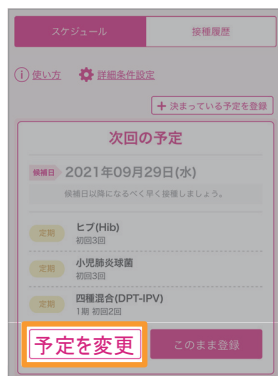 スケジュール 接種履歴
使い方 詳細条件設定
+ 決まっている予定を登録
次回の予定
候補日 2021年09月29日(水)
候補日以降になるべく早く接種しましょう。
定期 ヒブ(Hib)
初回3回
定期 小児肺炎球菌
初回3回
定期 四種混合(DPT-IPV)
1期 初回2回
予定を変更 このまま登録